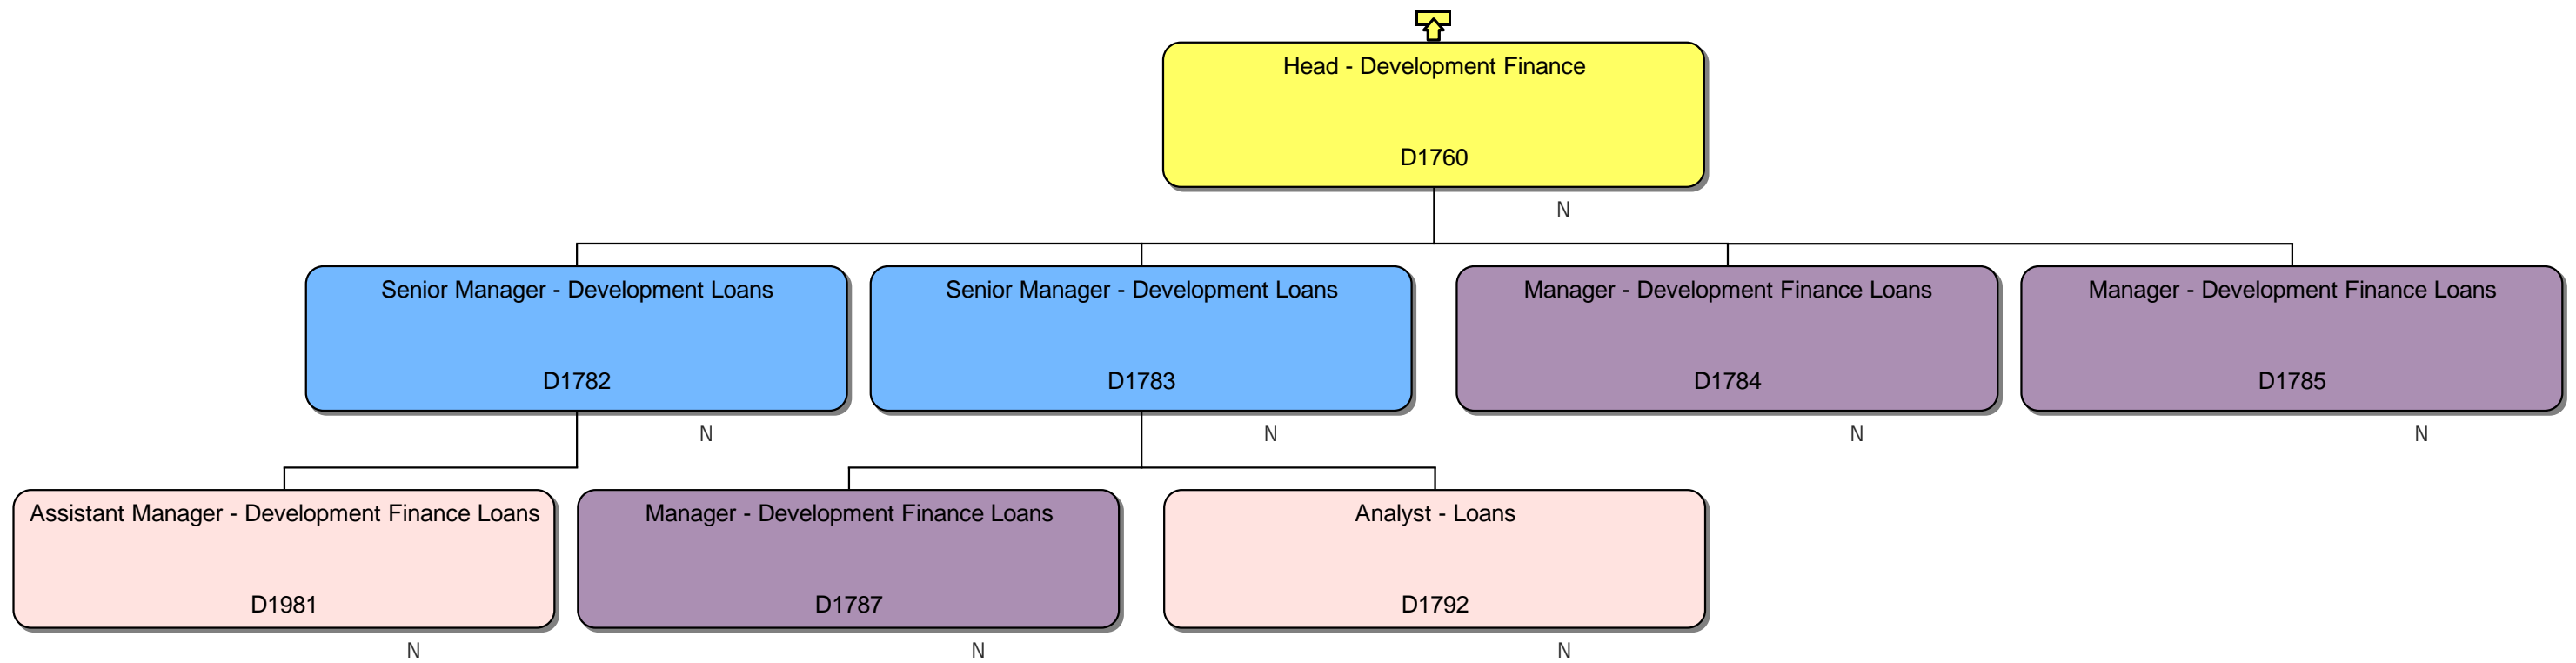 Head - Development Finance
D1760
N
Senior Manager - Development Loans
D1782
N
Senior Manager - Development Loans
D1783
N
Manager - Development Finance Loans
D1784
N
Manager - Development Finance Loans
D1785
N
Assistant Manager - Development Finance Loans
D1981
N
Manager - Development Finance Loans
D1787
N
Analyst - Loans
D1792
N